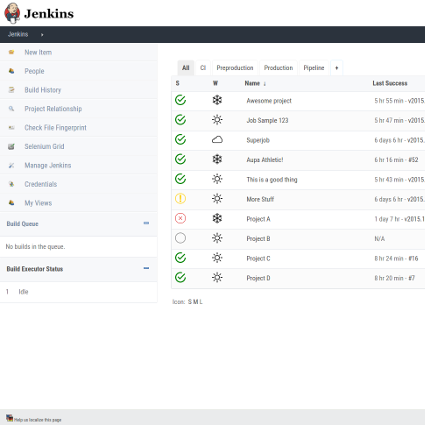 Jenkins
Jenkins
New Item
People
Build History
Project Relationship
Check File Fingerprint
Selenium Grid
Manage Jenkins
Credentials
My Views
Build Queue
No builds in the queue.
Build Executor Status
1 Idle
All CI Preproduction Production Pipeline +
S W Name ↓ Last Success
Awesome project 5 hr 55 min - v2015.
Job Sample 123 5 hr 47 min - v2015.
Superjob 6 days 6 hr - v2015.
Aupa Athletic! 6 hr 16 min - #52
This is a good thing 5 hr 43 min - v2015.
More Stuff 6 days 6 hr - v2015.
Project A 1 day 7 hr - v2015.1
Project B N/A
Project C 8 hr 24 min - #16
Project D 8 hr 20 min - #7
Icon: S M L
Help us localize this page